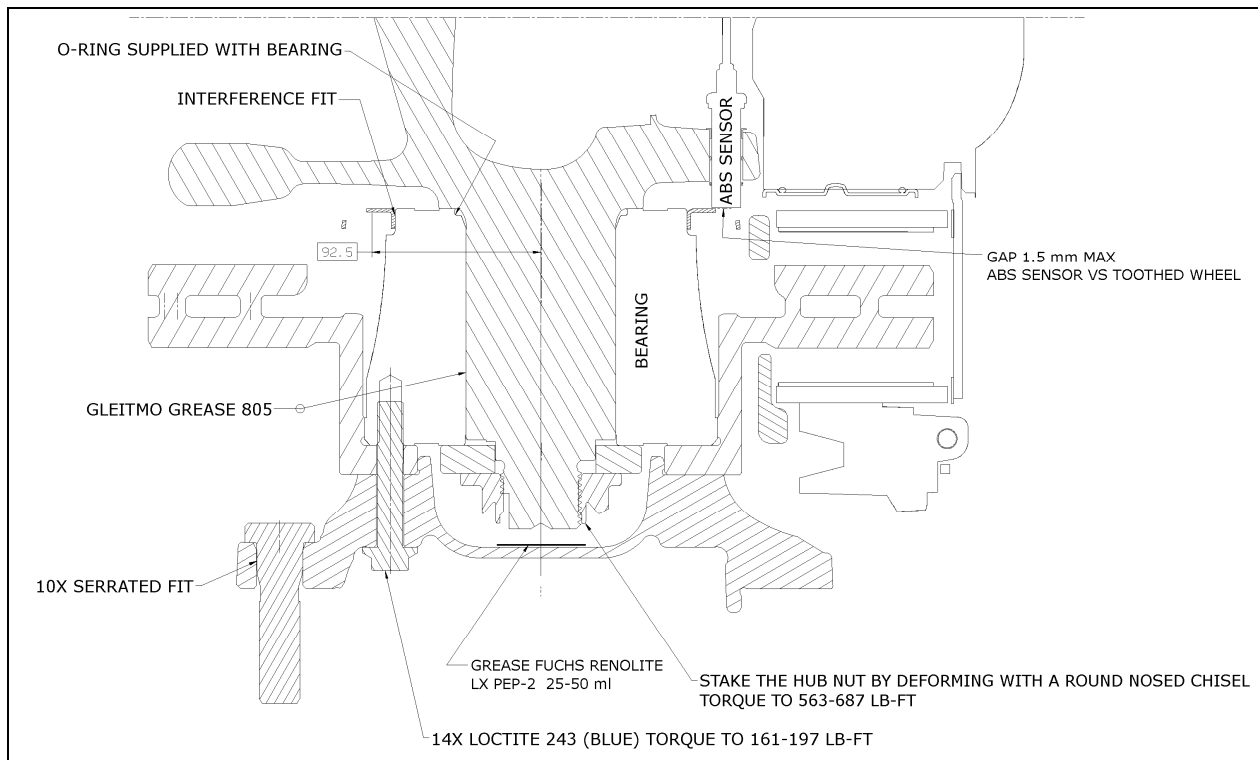 O-RING SUPPLIED WITH BEARING
INTERFERENCE FIT
ABS SENSOR
92.5
GAP 1.5 mm MAX
ABS SENSOR VS TOOTHED WHEEL
BEARING
GLEITMO GREASE 805
10X SERRATED FIT
GREASE FUCHS RENOLITE
LX PEP-2 25-50 ml
STAKE THE HUB NUT BY DEFORMING WITH A ROUND NOSED CHISEL
TORQUE TO 563-687 LB-FT
14X LOCTITE 243 (BLUE) TORQUE TO 161-197 LB-FT